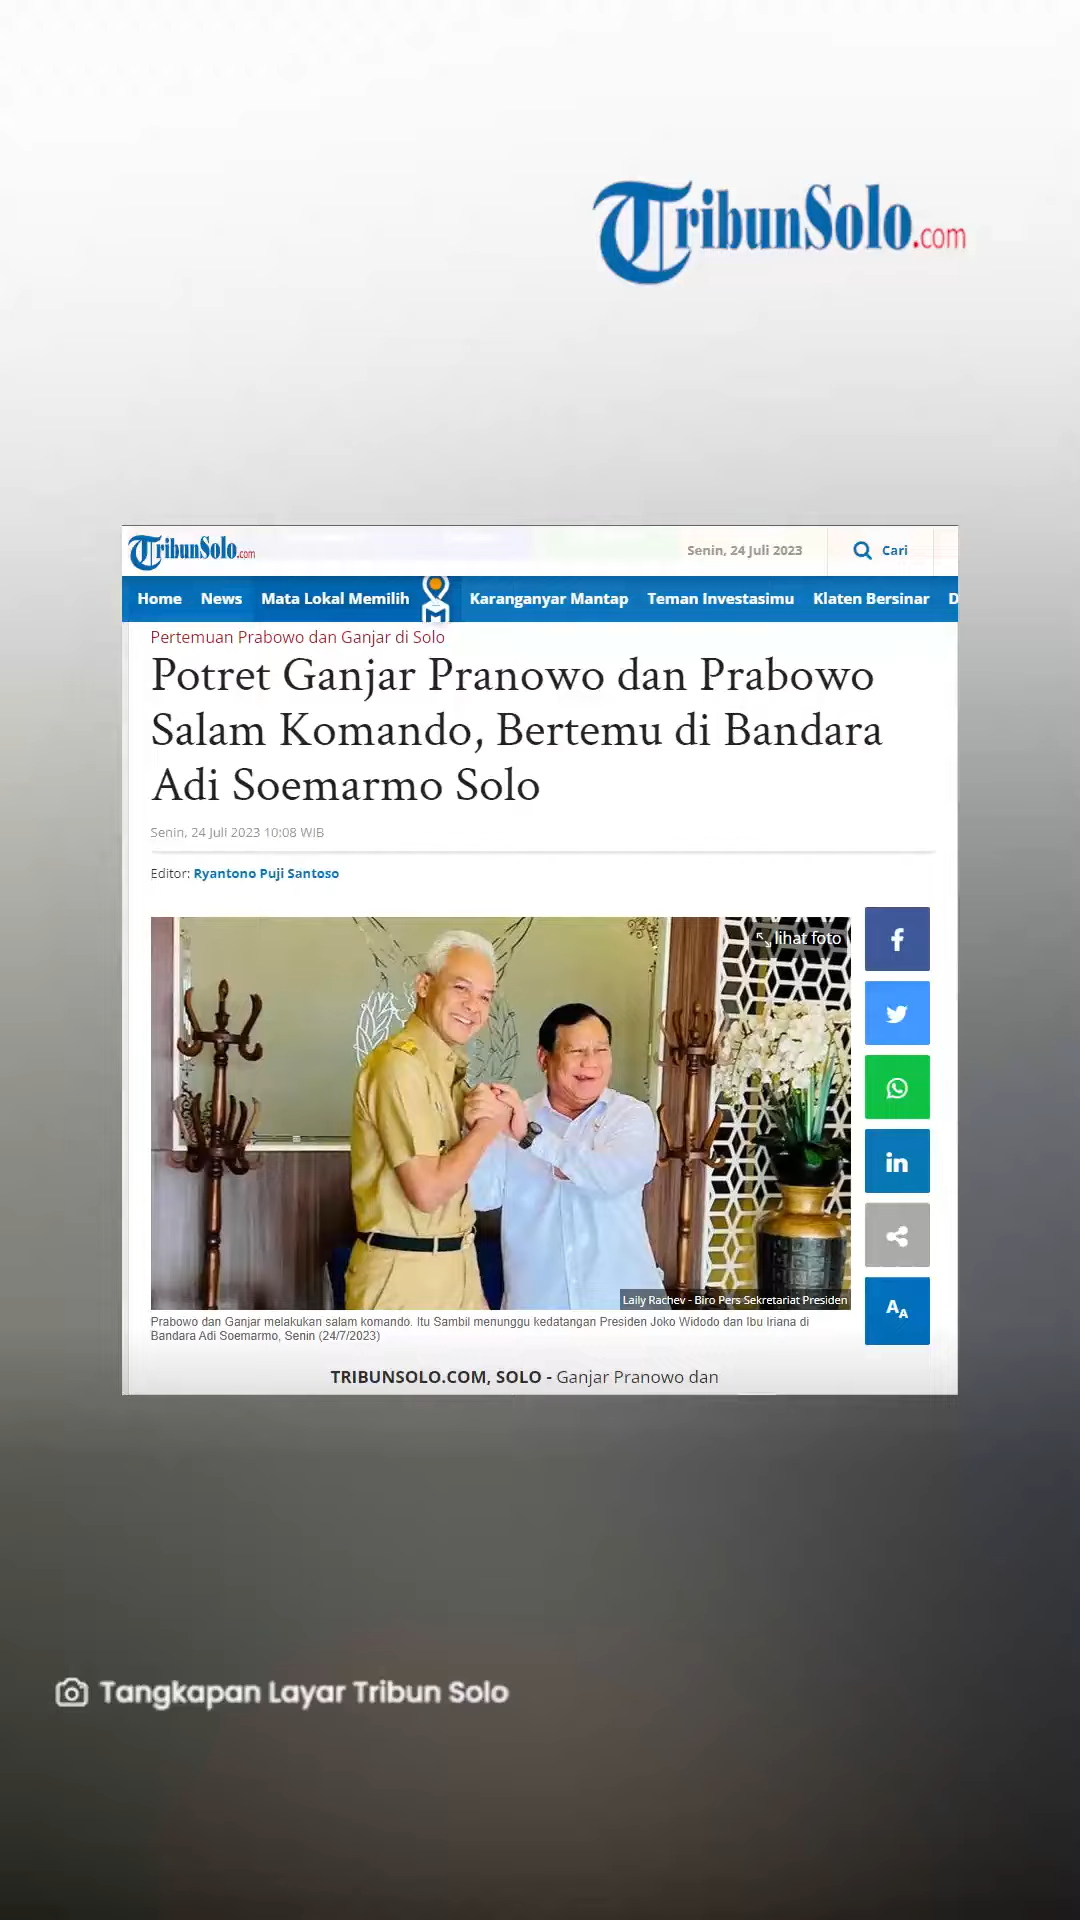 TribunSolo.com
TribunSolo.com
Senin, 24 Juli 2023
Cari
Home News Mata Lokal Memilih Karanganyar Mantap Teman Investasimu Klaten Bersinar D
Pertemuan Prabowo dan Ganjar di Solo
Potret Ganjar Pranowo dan Prabowo
Salam Komando, Bertemu di Bandara
Adi Soemarmo Solo
Senin, 24 Juli 2023 10:08 WIB
Editor: Ryantono Puji Santoso
lihat foto
Laily Rachev - Biro Pers Sekretariat Presiden
AA
Prabowo dan Ganjar melakukan salam komando. Itu Sambil menunggu kedatangan Presiden Joko Widodo dan Ibu Iriana di
Bandara Adi Soemarmo, Senin (24/7/2023)
TRIBUNSOLO.COM, SOLO - Ganjar Pranowo dan
Tangkapan Layar Tribun Solo